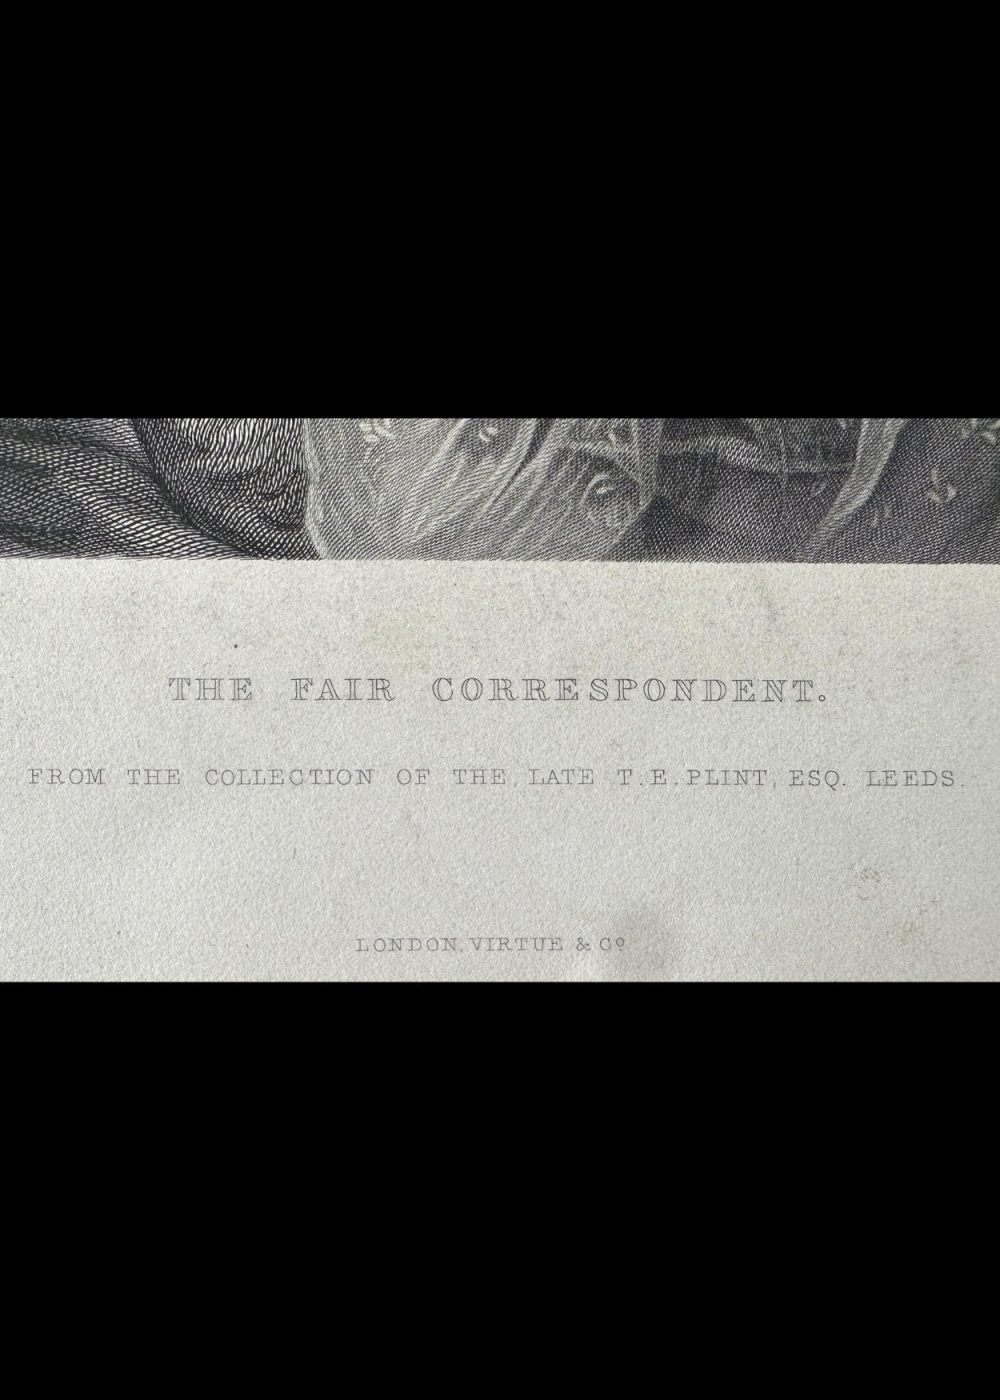 THE FAIR CORRESPONDENT.
FROM THE COLLECTION OF THE LATE T. E. PLINT, ESQ. LEEDS.
LONDON, VIRTUE & Cº